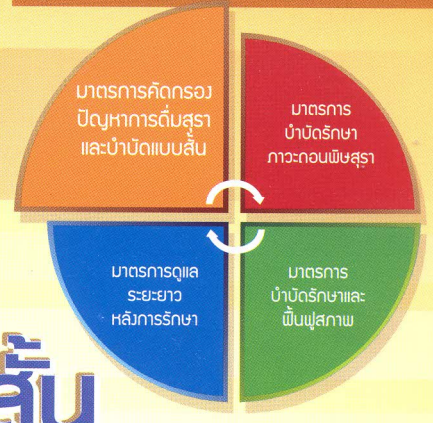 มาตรการคัดกรอง
ปัญหาการดื่มสุรา
และบำบัดแบบสั้น
มาตรการ
บำบัดรักษา
ภาวะถอนพิษสุรา
มาตรการดูแล
ระยะยาว
หลังการรักษา
มาตรการ
บำบัดรักษาและ
ฟื้นฟูสภาพ
สั้น